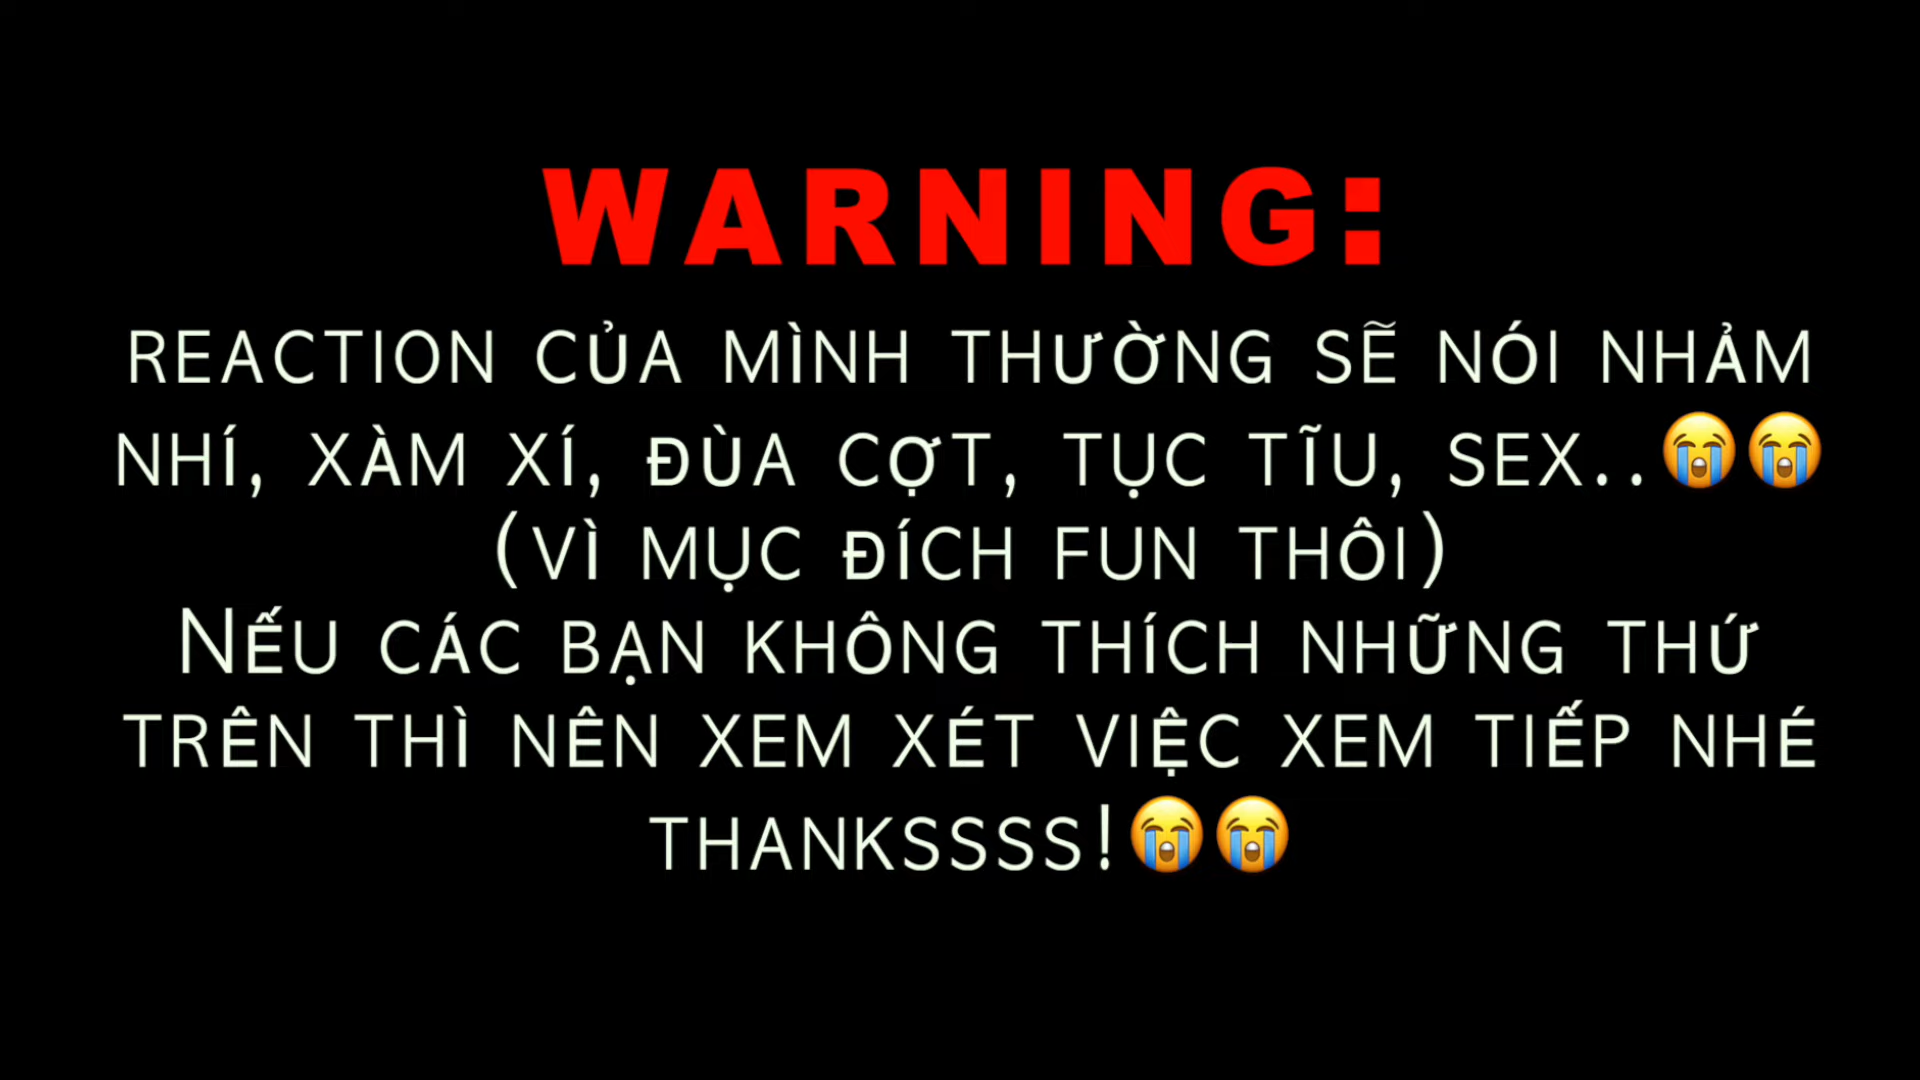 WARNING:
REACTION CỦA MÌNH THƯỜNG SẼ NÓI NHẢM
NHÍ, XÀM XÍ, ĐÙA CỢT, TỤC TĨU, SEX..😭😭
(VÌ MỤC ĐÍCH FUN THÔI)
NẾU CÁC BẠN KHÔNG THÍCH NHỮNG THỨ
TRÊN THÌ NÊN XEM XÉT VIỆC XEM TIẾP NHÉ
THANKSSSS!😭😭